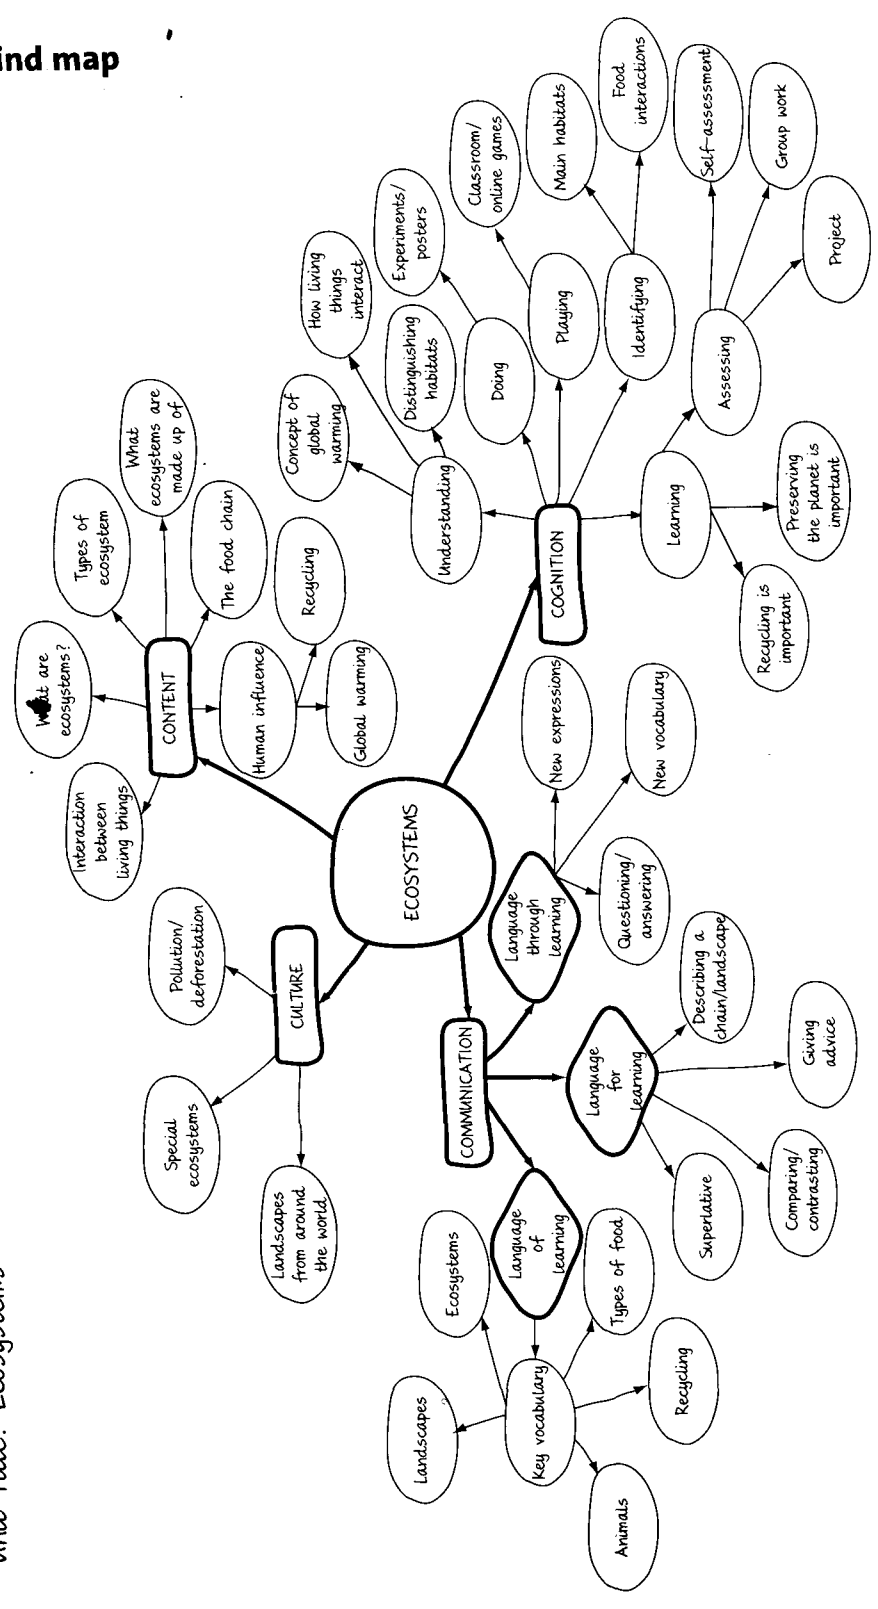 ind map
Unit Title: Ecosystems
ECOSYSTEMS
CULTURE
Pollution/
deforestation
Special
ecosystems
Landscapes
from around
the world
CONTENT
Interaction
between
living things
are
ecosystems?
Types of
ecosystem
What
ecosystems are
made up of
The food chain
Human influence
Recycling
Global warming
COGNITION
Understanding
Concept of
global
warming
How living
things
interact
Distinguishing
habitats
Doing
Experiments/
posters
Playing
Classroom/
online games
Identifying
Main habitats
Food
interactions
Learning
Assessing
Self-assessment
Group work
Project
Preserving
the planet is
important
Recycling is
important
COMMUNICATION
Language
through
learning
New expressions
New vocabulary
Questioning/
answering
Language
for
learning
Describing a
chain/landscape
Giving
advice
Comparing/
contrasting
Superlative
Language
of
learning
Key vocabulary
Ecosystems
Landscapes
Types of food
Recycling
Animals